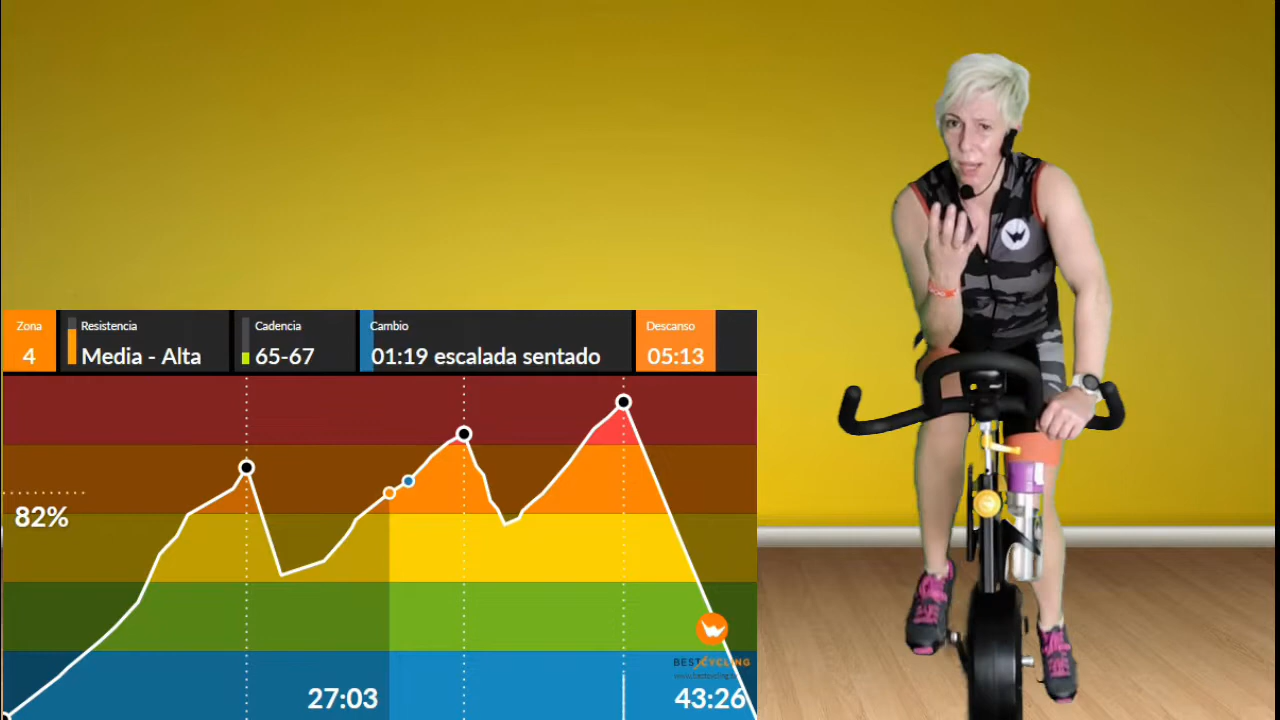 Zona
4
Resistencia
Media - Alta
Cadencia
65-67
Cambio
01:19 escalada sentado
Descanso
05:13
82%
BESTCYCLING
27:03
43:26